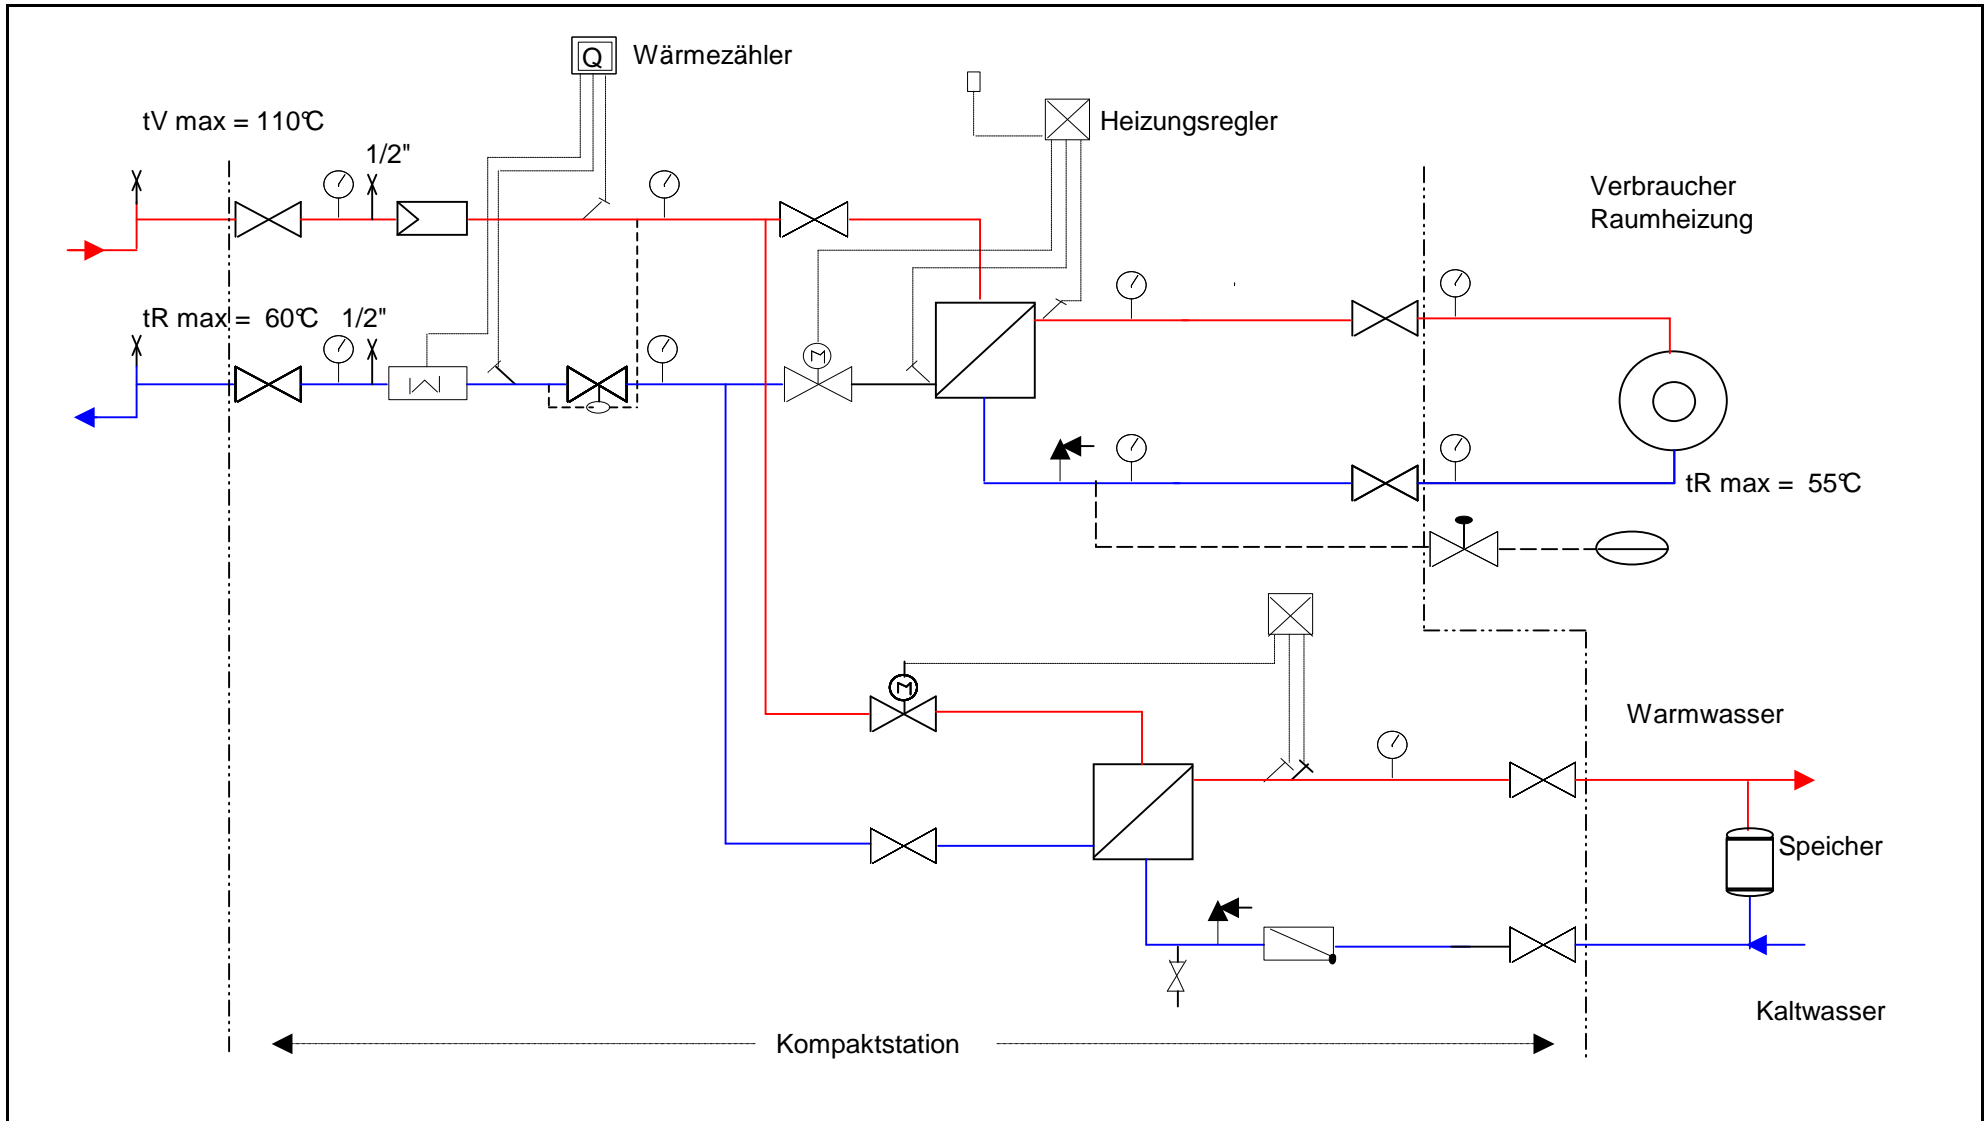 Q Wärmezähler
tV max = 110°C
1/2"
Heizungsregler
Verbraucher
Raumheizung
tR max = 60°C 1/2"
M
tR max = 55°C
M
Warmwasser
Speicher
Kaltwasser
Kompaktstation